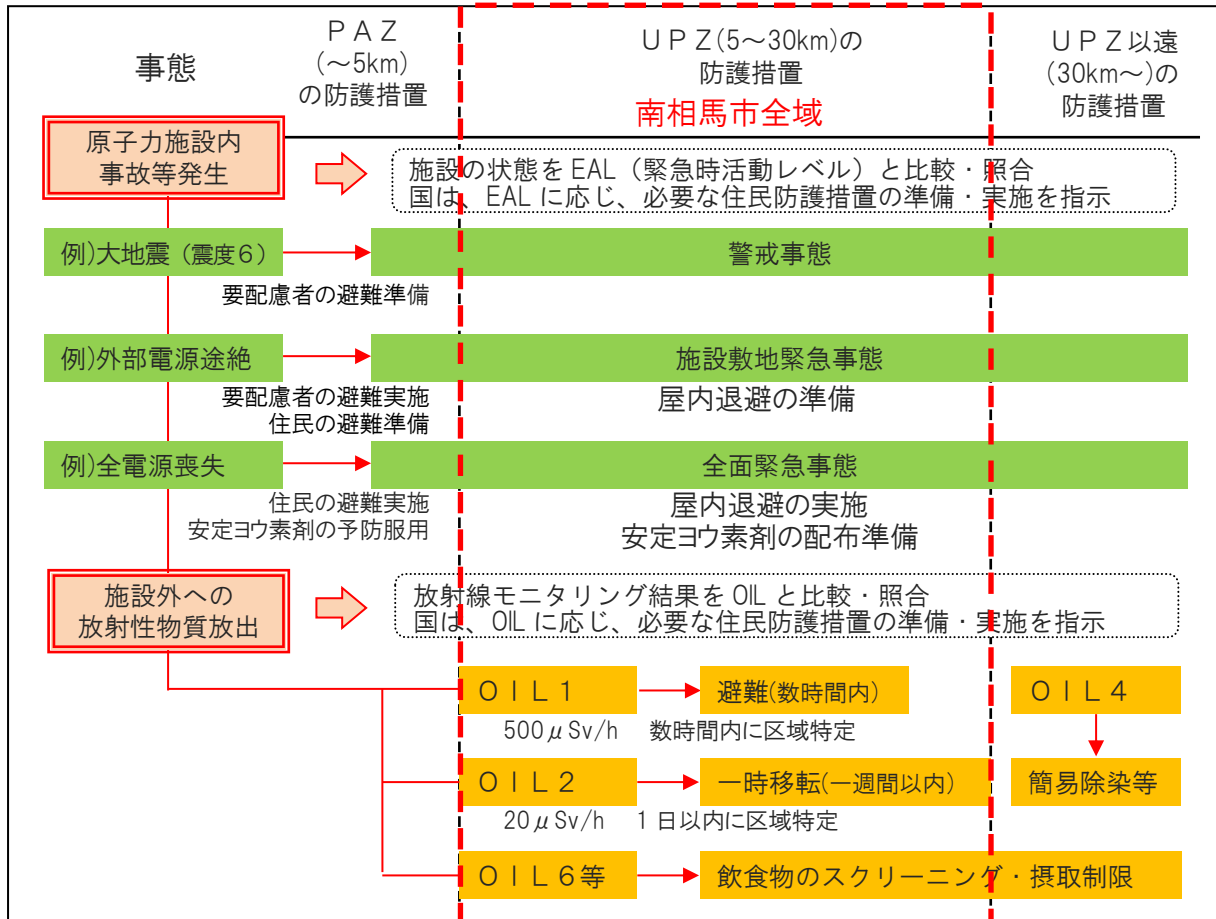 事態
ＰＡＺ
(～5km)
の防護措置
ＵＰＺ(5～30km)の
防護措置
南相馬市全域
ＵＰＺ以遠
(30km～)の
防護措置
原子力施設内
事故等発生
施設の状態を EAL（緊急時活動レベル）と比較・照合
国は、EAL に応じ、必要な住民防護措置の準備・実施を指示
例)大地震（震度６）
警戒事態
要配慮者の避難準備
例)外部電源途絶
施設敷地緊急事態
要配慮者の避難実施
住民の避難準備
屋内退避の準備
例)全電源喪失
全面緊急事態
住民の避難実施
安定ヨウ素剤の予防服用
屋内退避の実施
安定ヨウ素剤の配布準備
施設外への
放射性物質放出
放射線モニタリング結果を OIL と比較・照合
国は、OIL に応じ、必要な住民防護措置の準備・実施を指示
ＯＩＬ１
避難(数時間内)
ＯＩＬ４
500μSv/h 数時間内に区域特定
ＯＩＬ２
一時移転(一週間以内)
簡易除染等
20μSv/h 1 日以内に区域特定
ＯＩＬ６等
飲食物のスクリーニング・摂取制限